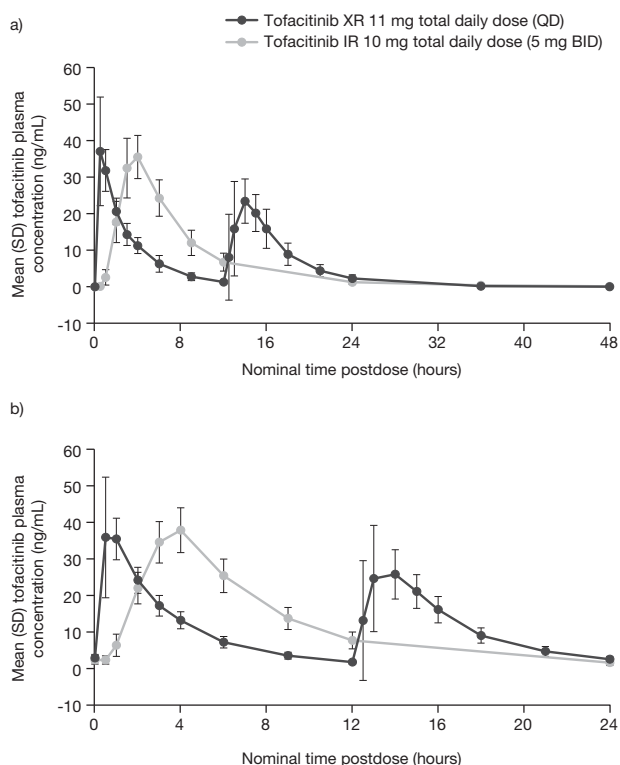 a)
Tofacitinib XR 11 mg total daily dose (QD)
Tofacitinib IR 10 mg total daily dose (5 mg BID)
Mean (SD) tofacitinib plasma
concentration (ng/mL)
60
50
40
30
20
10
0
-10
0 8 16 24 32 40 48
Nominal time postdose (hours)
b)
Mean (SD) tofacitinib plasma
concentration (ng/mL)
60
50
40
30
20
10
0
-10
0 4 8 12 16 20 24
Nominal time postdose (hours)